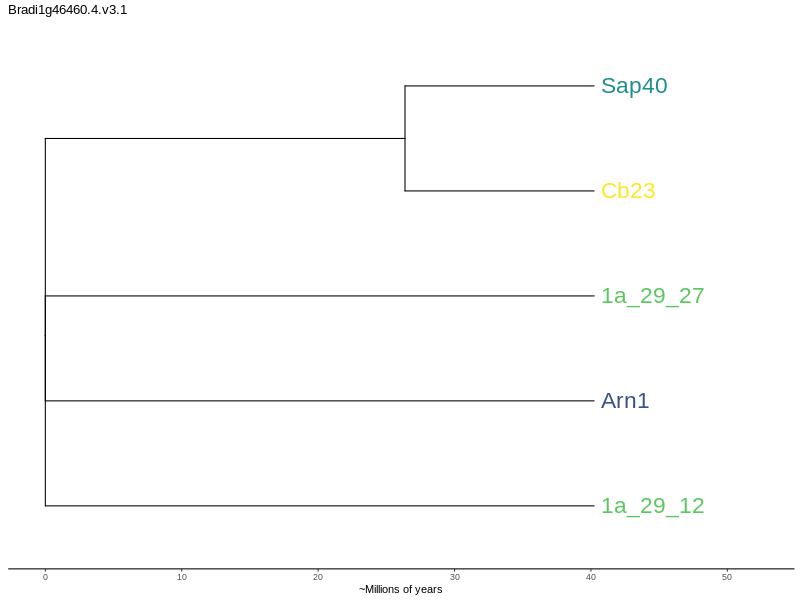 Bradi1g46460.4.v3.1
Sap40
Cb23
1a_29_27
Arn1
1a_29_12
0 10 20 30 40 50
~Millions of years